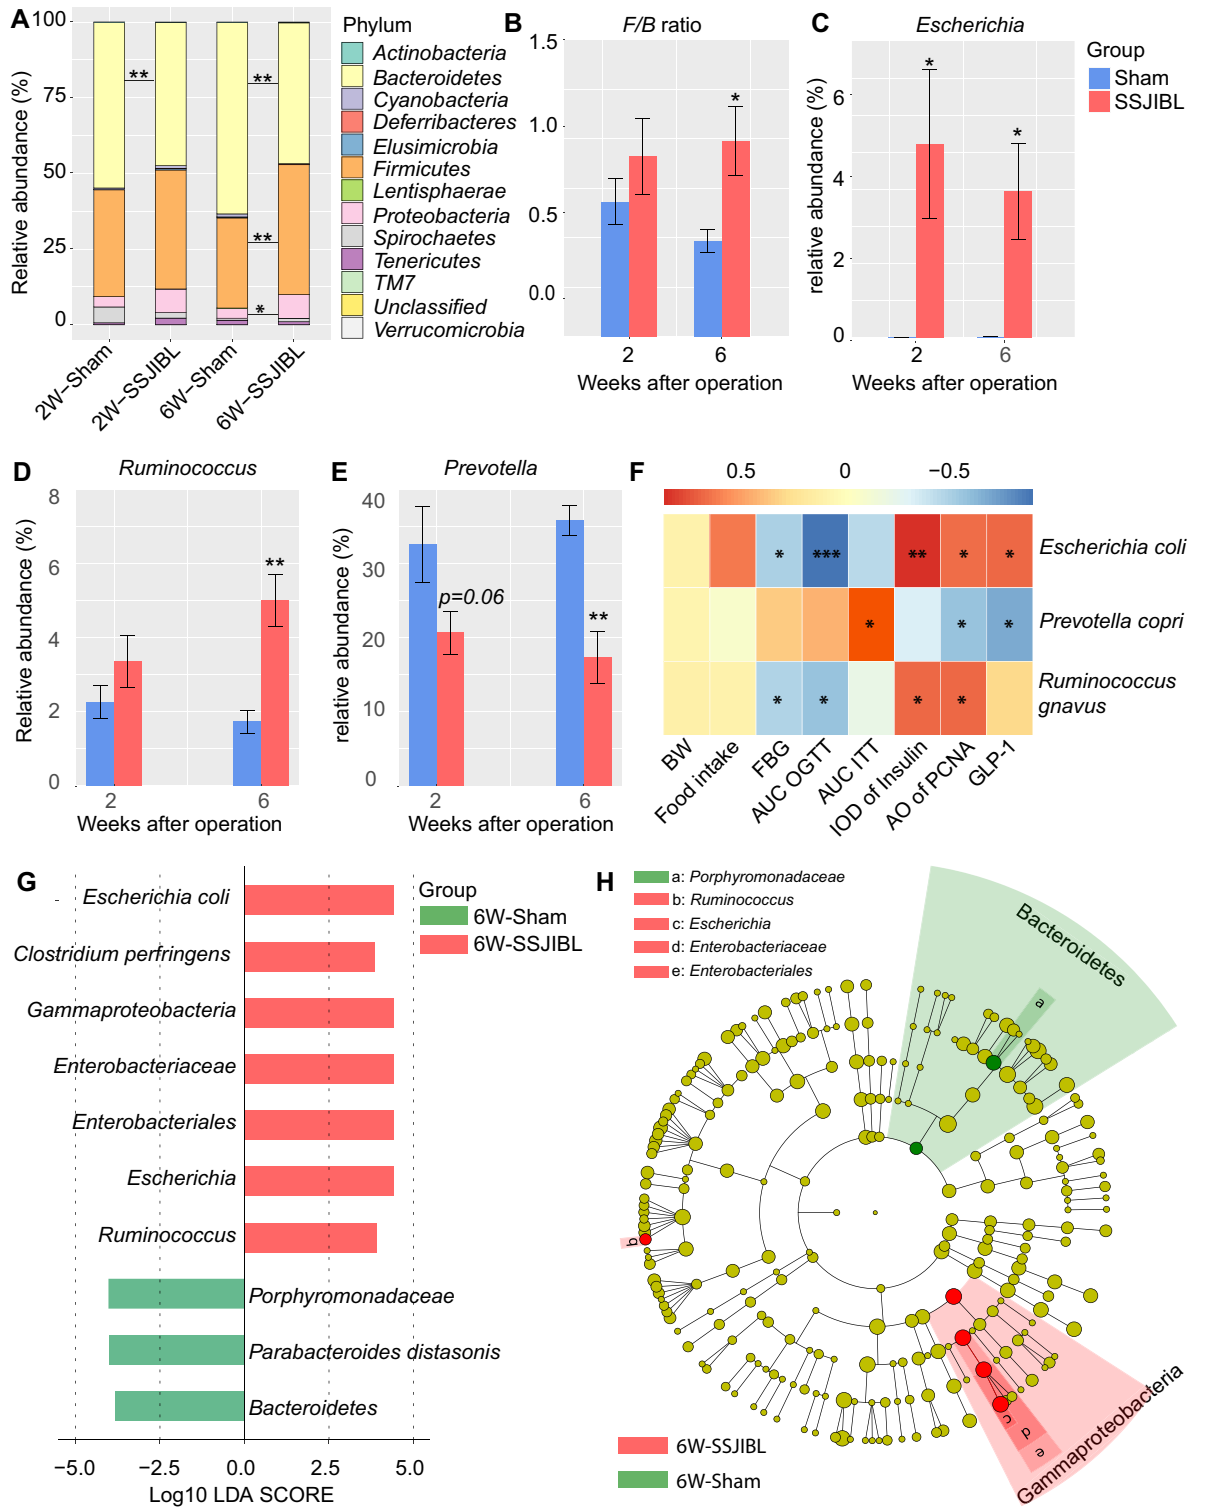 A
100
75
50
25
0
Relative abundance (%)
**
**
**
*
2W−Sham
2W−SSJIBL
6W−Sham
6W−SSJIBL
Phylum
Actinobacteria
Bacteroidetes
Cyanobacteria
Deferribacteres
Elusimicrobia
Firmicutes
Lentisphaerae
Proteobacteria
Spirochaetes
Tenericutes
TM7
Unclassified
Verrucomicrobia
B
F/B ratio
1.5
1.0
0.5
0.0
*
2
6
Weeks after operation
C
Escherichia
relative abundance (%)
6
4
2
0
*
*
2
6
Weeks after operation
Group
Sham
SSJIBL
D
Ruminococcus
Relative abundance (%)
8
6
4
2
0
**
2
6
Weeks after operation
E
Prevotella
relative abundance (%)
40
30
20
10
0
p=0.06
**
2
6
Weeks after operation
F
0.5
0
−0.5
* *** ** * *
Escherichia coli
* * *
Prevotella copri
* * * *
Ruminococcus
gnavus
BW
Food intake
FBG
AUC OGTT
AUC ITT
IOD of Insulin
AO of PCNA
GLP-1
G
Escherichia coli
Clostridium perfringens
Gammaproteobacteria
Enterobacteriaceae
Enterobacteriales
Escherichia
Ruminococcus
Porphyromonadaceae
Parabacteroides distasonis
Bacteroidetes
−5.0
−2.5
0.0
2.5
5.0
Log10 LDA SCORE
Group
6W-Sham
6W-SSJIBL
H
a: Porphyromonadaceae
b: Ruminococcus
c: Escherichia
d: Enterobacteriaceae
e: Enterobacteriales
Bacteroidetes
a
b
c
d
e
Gammaproteobacteria
6W-SSJIBL
6W-Sham